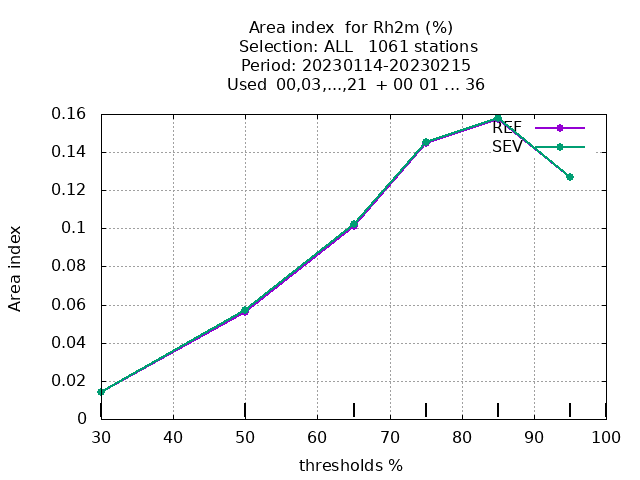 Area index  for Rh2m (%)
Selection: ALL   1061 stations
Period: 20230114-20230215
Used  00,03,...,21  + 00 01 ... 36
0.16
0.14
0.12
0.1
0.08
0.06
0.04
0.02
0
Area index
REF
SEV
30 40 50 60 70 80 90 100
thresholds %